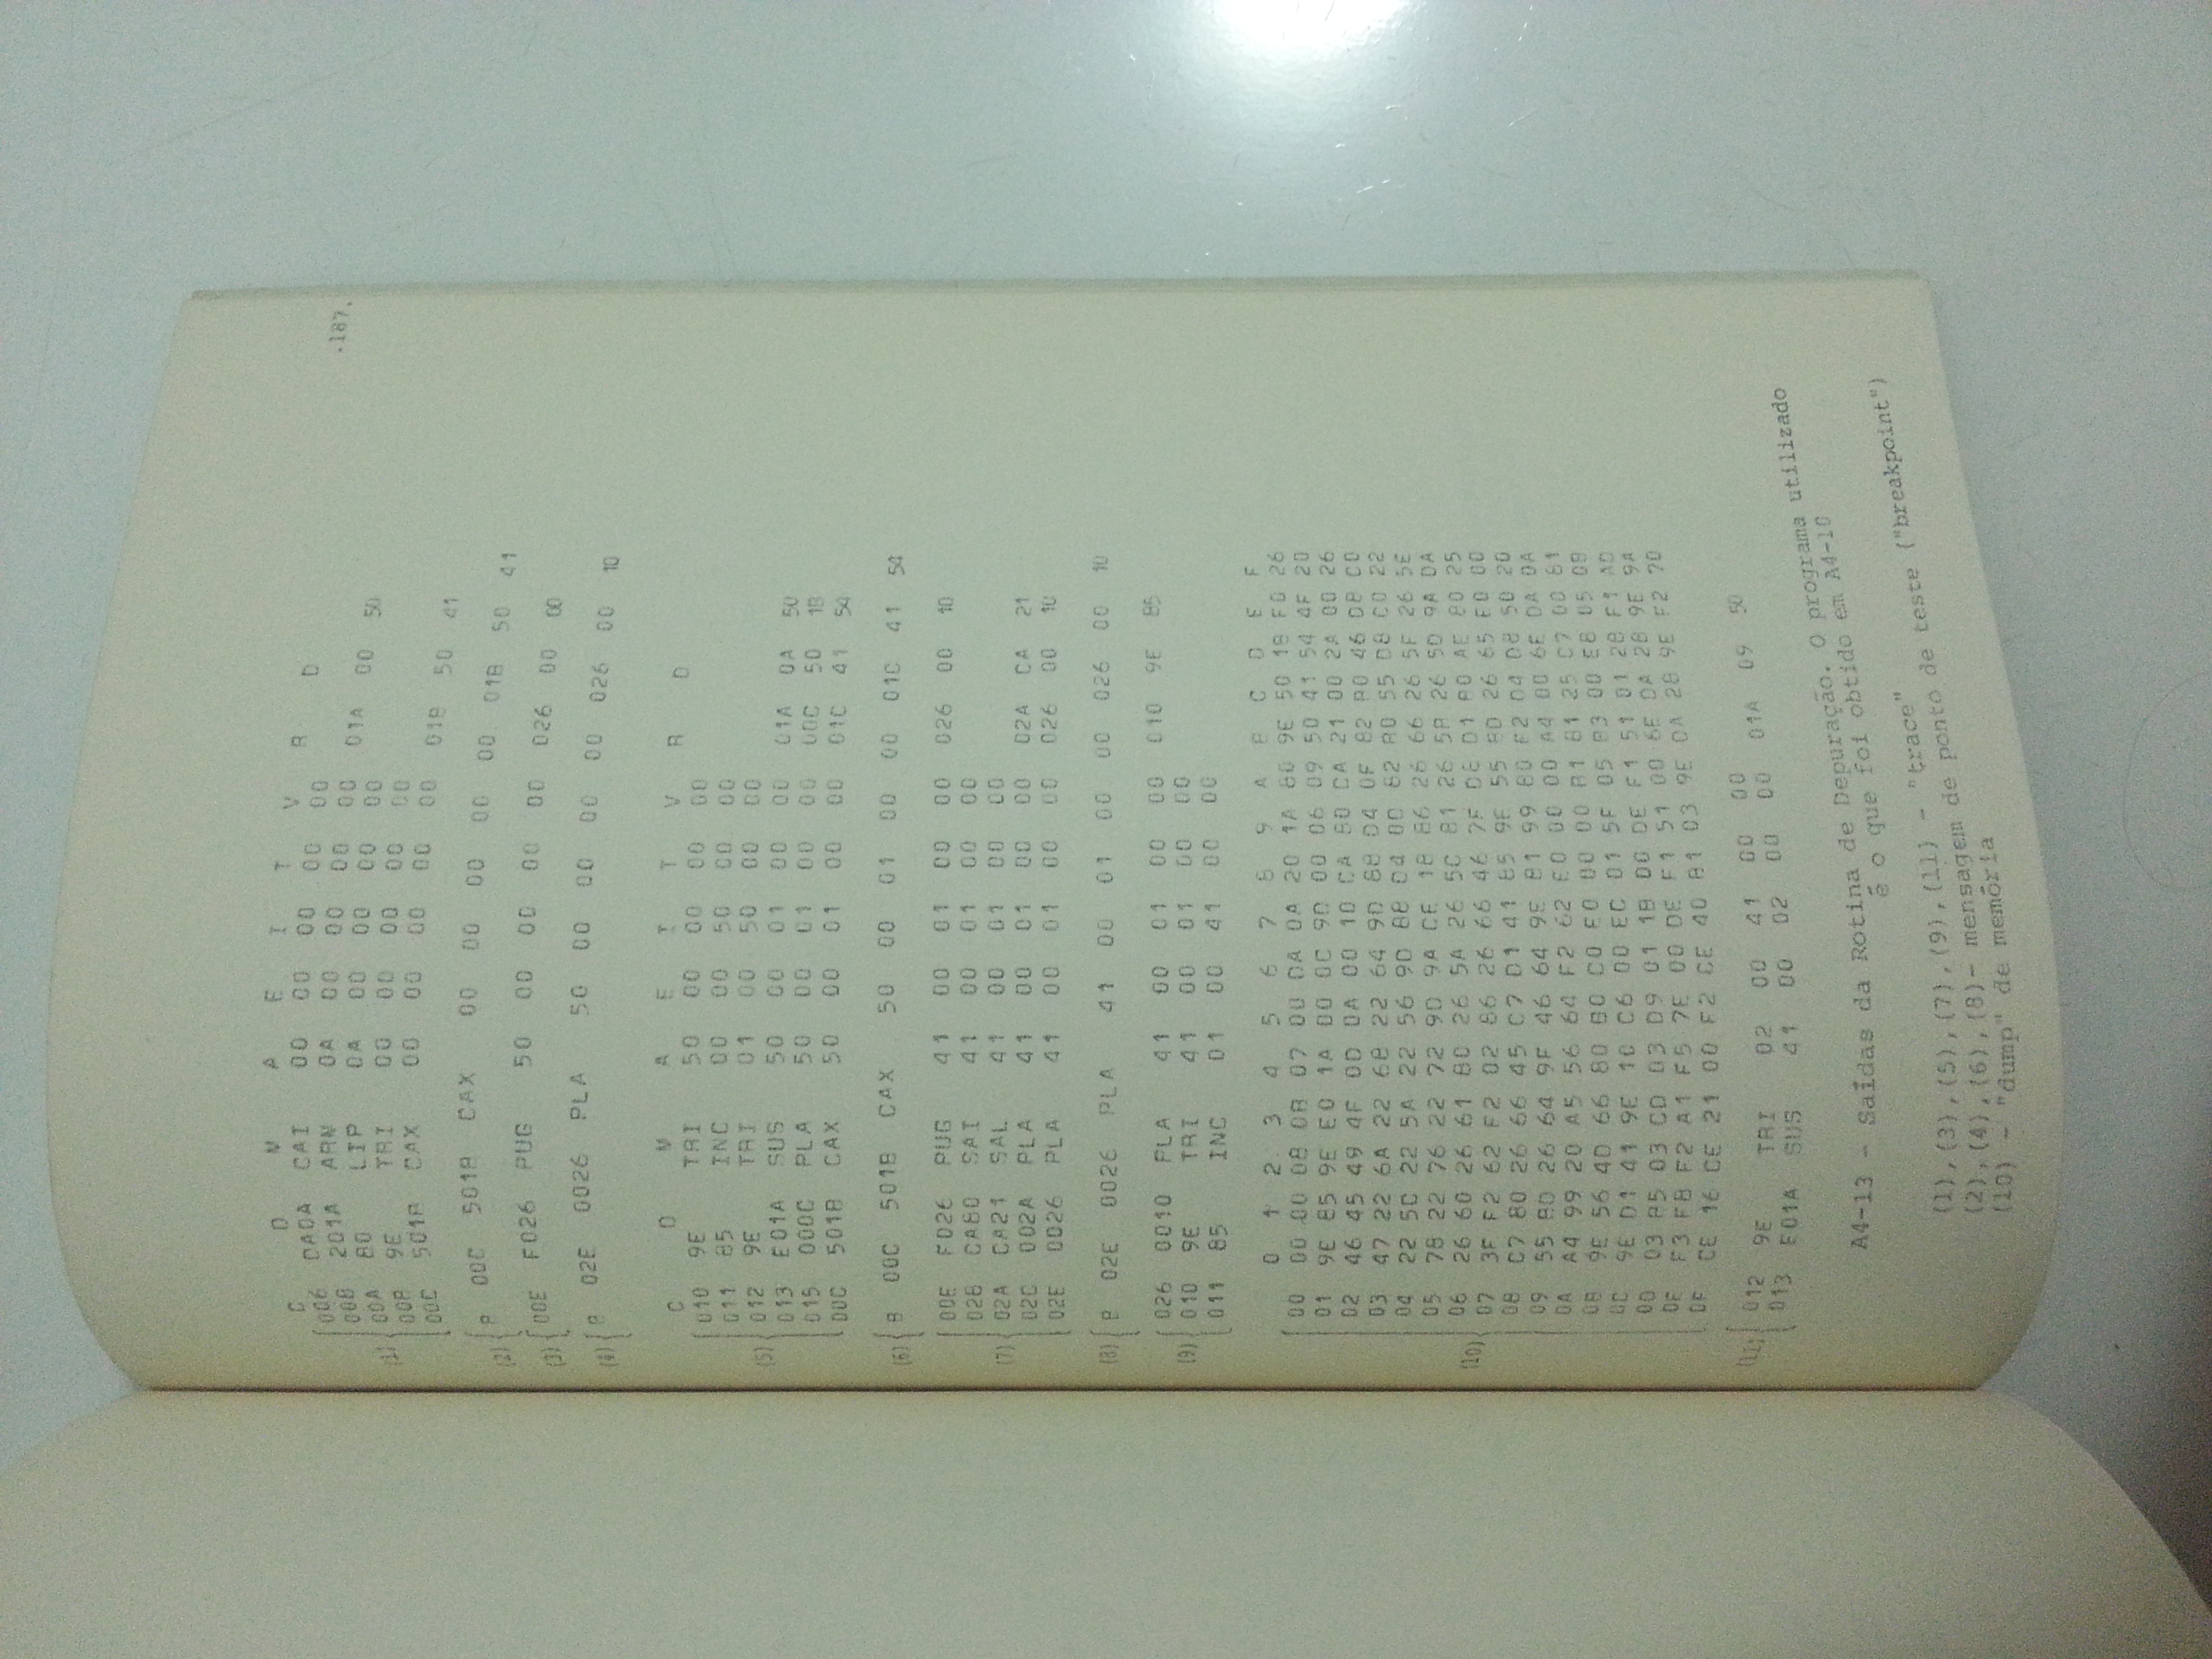 .187.
C D M A E I T V R D
006 DA0A CAI 00 00 00 00 00
008 201A ARM 0A 00 00 00 00 01A 00 50
(1) 00A 80 LIP 0A 00 00 00 00
00B 9E TRI 00 00 00 00 00
00C 501B CAX 00 00 00 00 00 01B 50 41
(2) B 00C 501B CAX 00 00 00 00 00 01B 50 41
(3) 00E F026 PUG 50 00 00 00 00 026 00 00
(4) B 02E 0026 PLA 50 00 00 00 00 026 00 10
C D M A E I T V R D
010 9E TRI 50 00 00 00 00
011 85 INC 00 00 50 00 00
(5) 012 9E TRI 01 00 50 00 00
013 E01A SUS 50 00 01 00 00 01A 0A 50
015 000C PLA 50 00 01 00 00 00C 50 1B
00C 501B CAX 50 00 01 00 00 01C 41 54
(6) B 00C 501B CAX 50 00 01 00 00 01C 41 54
00E F026 PUG 41 00 01 00 00 026 00 10
028 CA80 SAI 41 00 01 00 00
(7) 02A CA21 SAL 41 00 01 00 00
02C 002A PLA 41 00 01 00 00 02A CA 21
02E 0026 PLA 41 00 01 00 00 026 00 10
(8) B 02E 0026 PLA 41 00 01 00 00 026 00 10
026 0010 PLA 41 00 01 00 00 010 9E 85
(9) 010 9E TRI 41 00 01 00 00
011 85 INC 01 00 41 00 00
0 1 2 3 4 5 6 7 8 9 A B C D E F
00 00 00 08 0B 07 00 DA 0A 20 1A 80 9E 50 1B F0 26
01 9E 85 9E E0 1A 00 0C 9D 00 06 09 50 41 54 4F 20
02 46 45 49 4F 0D 0A 00 10 CA 80 CA 21 00 2A 00 26
03 47 22 6A 22 68 22 64 9D 88 D4 0F 82 B0 46 D8 C0
04 22 5C 22 5A 22 56 9D 88 D4 00 82 B0 55 D8 C0 22
05 78 22 76 22 72 9D 9A CE 18 86 26 66 26 5F 26 5E
06 26 60 26 61 80 26 5A 26 5C 81 26 5B 26 5D 9A DA
(10) 07 3F F2 62 F2 02 86 26 66 46 7F D8 D1 B0 AE 80 25
08 C7 80 26 66 45 C7 D1 41 85 9E 55 8D 26 65 E0 00
09 55 8D 26 64 9F 46 64 9E 81 99 80 F2 D4 D8 50 20
0A A4 99 20 A5 56 64 F2 62 E0 00 00 A4 00 6E DA 0A
0B 9E 56 4D 66 80 B0 C0 E0 00 00 B1 81 25 C7 00 81
0C 9E D1 41 9E 10 C6 00 EC 01 5F 05 B3 00 E8 05 0B
0D 03 B5 03 CD 03 D9 01 1B 00 DE F1 51 01 28 F1 AD
0E F3 FB F2 A1 F5 7E 00 DE F1 51 00 6E DA 28 9E 9A
0F CE 16 CE 21 00 F2 CE 40 B1 03 9E DA 28 9E F2 70
(11) 012 9E TRI 02 00 41 00 00
013 E01A SUS 41 00 02 00 00 01A 09 50
A4-13 - Saídas da Rotina de Depuração. O programa utilizado
é o que foi obtido em A4-10
(1),(3),(5),(7),(9),(11) - "trace"
(2),(4),(6),(8)- mensagem de ponto de teste ("breakpoint")
(10) - "dump" de memória